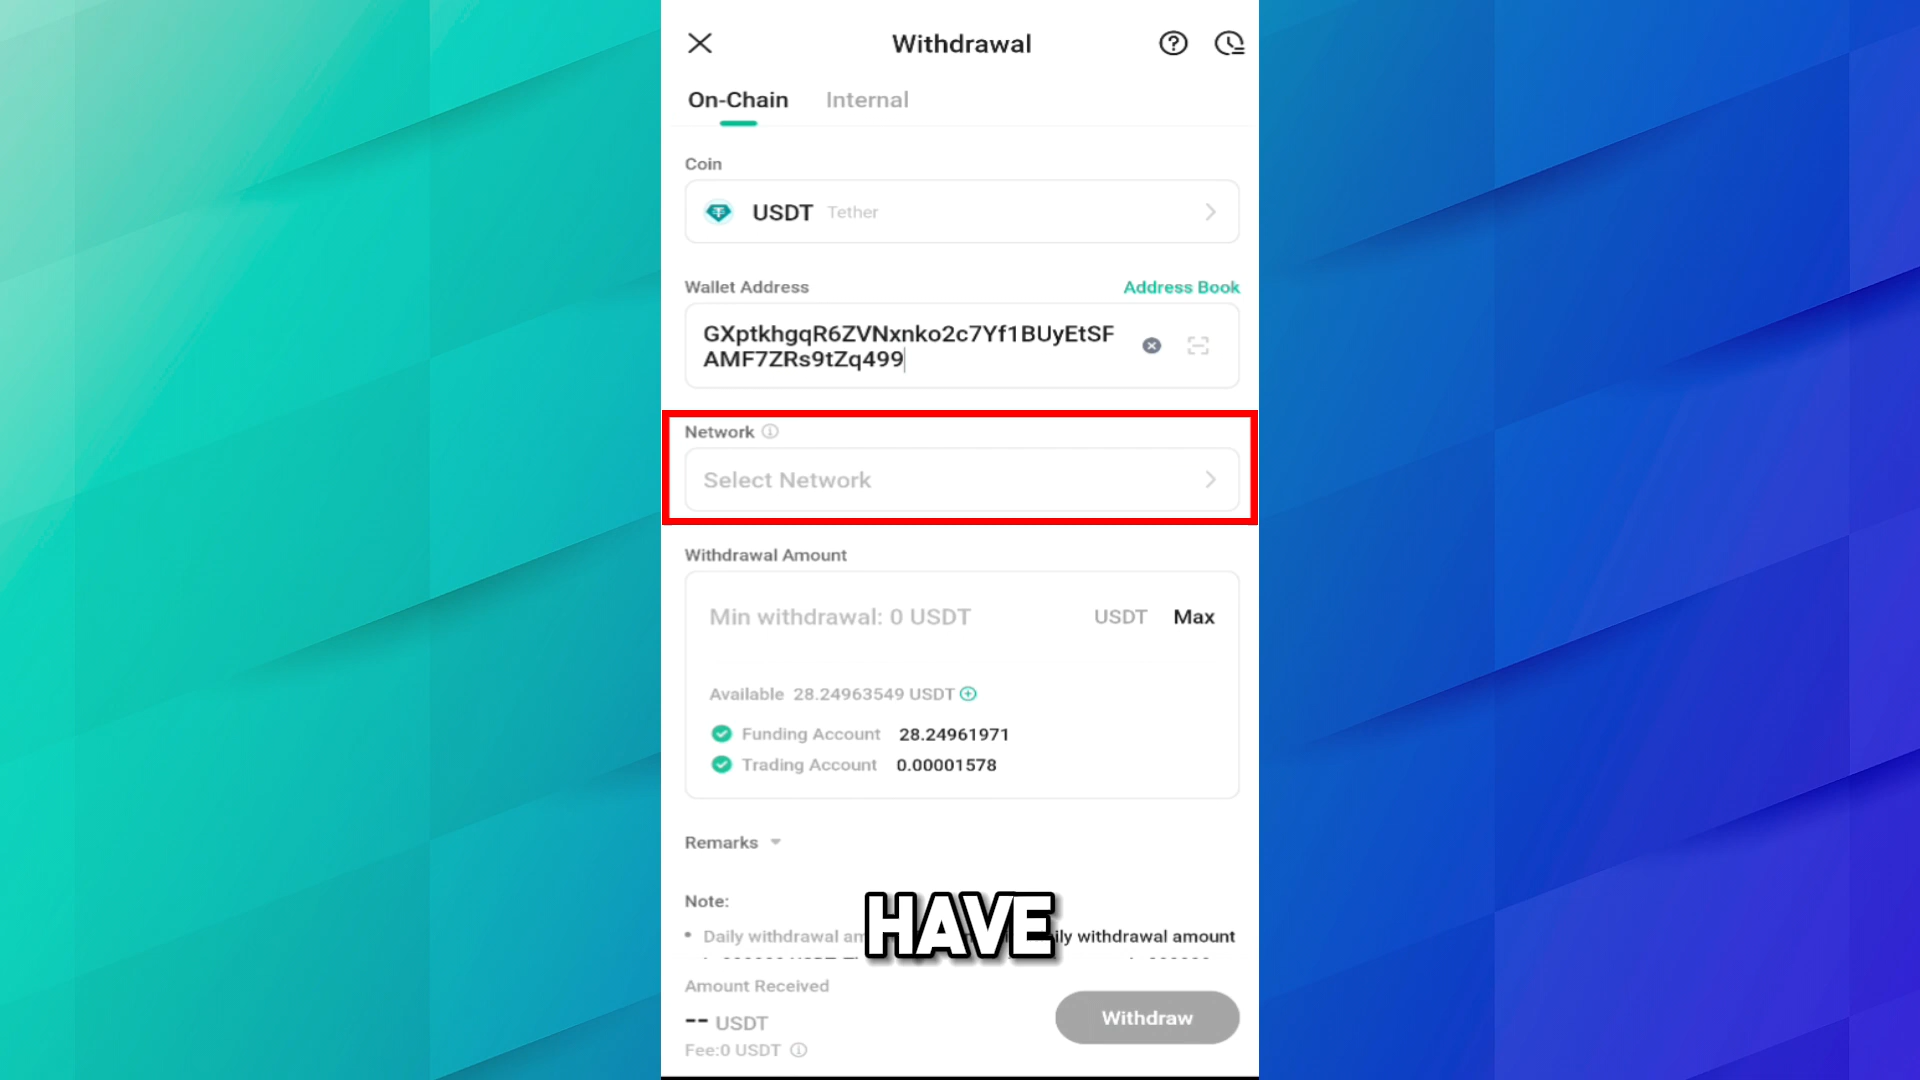 Withdrawal
On-Chain Internal
Coin
USDT Tether
Wallet Address Address Book
GXptkhgqR6ZVNxnko2c7Yf1BUyEtSF
AMF7ZRs9tZq499
Network
Select Network
Withdrawal Amount
Min withdrawal: 0 USDT USDT Max
Available 28.24963549 USDT
Funding Account 28.24961971
Trading Account 0.00001578
Remarks
Note:
Daily withdrawal withdrawal amount
HAVE
Amount Received
-- USDT
Withdraw
Fee:0 USDT